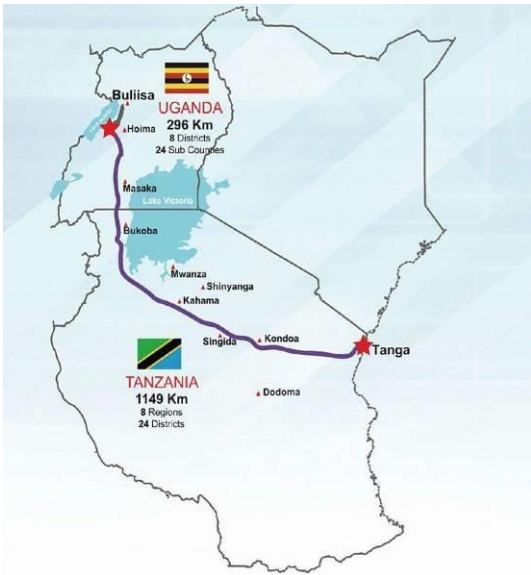 Buliisa
UGANDA
296 Km
8 Districts
24 Sub Counties
Hoima
Masaka
Lake Victoria
Bukoba
Mwanza
Shinyanga
Kahama
Singida
Kondoa
Tanga
TANZANIA
1149 Km
8 Regions
24 Districts
Dodoma